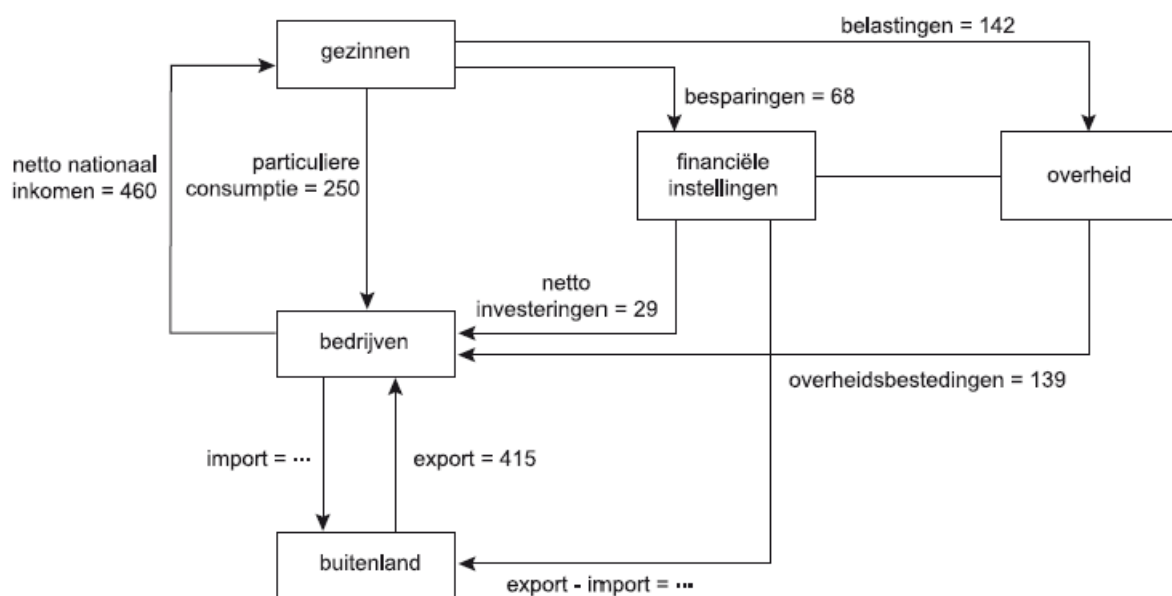 belastingen = 142
gezinnen
besparingen = 68
netto nationaal
inkomen = 460
particuliere
consumptie = 250
financiële
instellingen
overheid
netto
investeringen = 29
bedrijven
overheidsbestedingen = 139
import = ...
export = 415
buitenland
export - import = ...